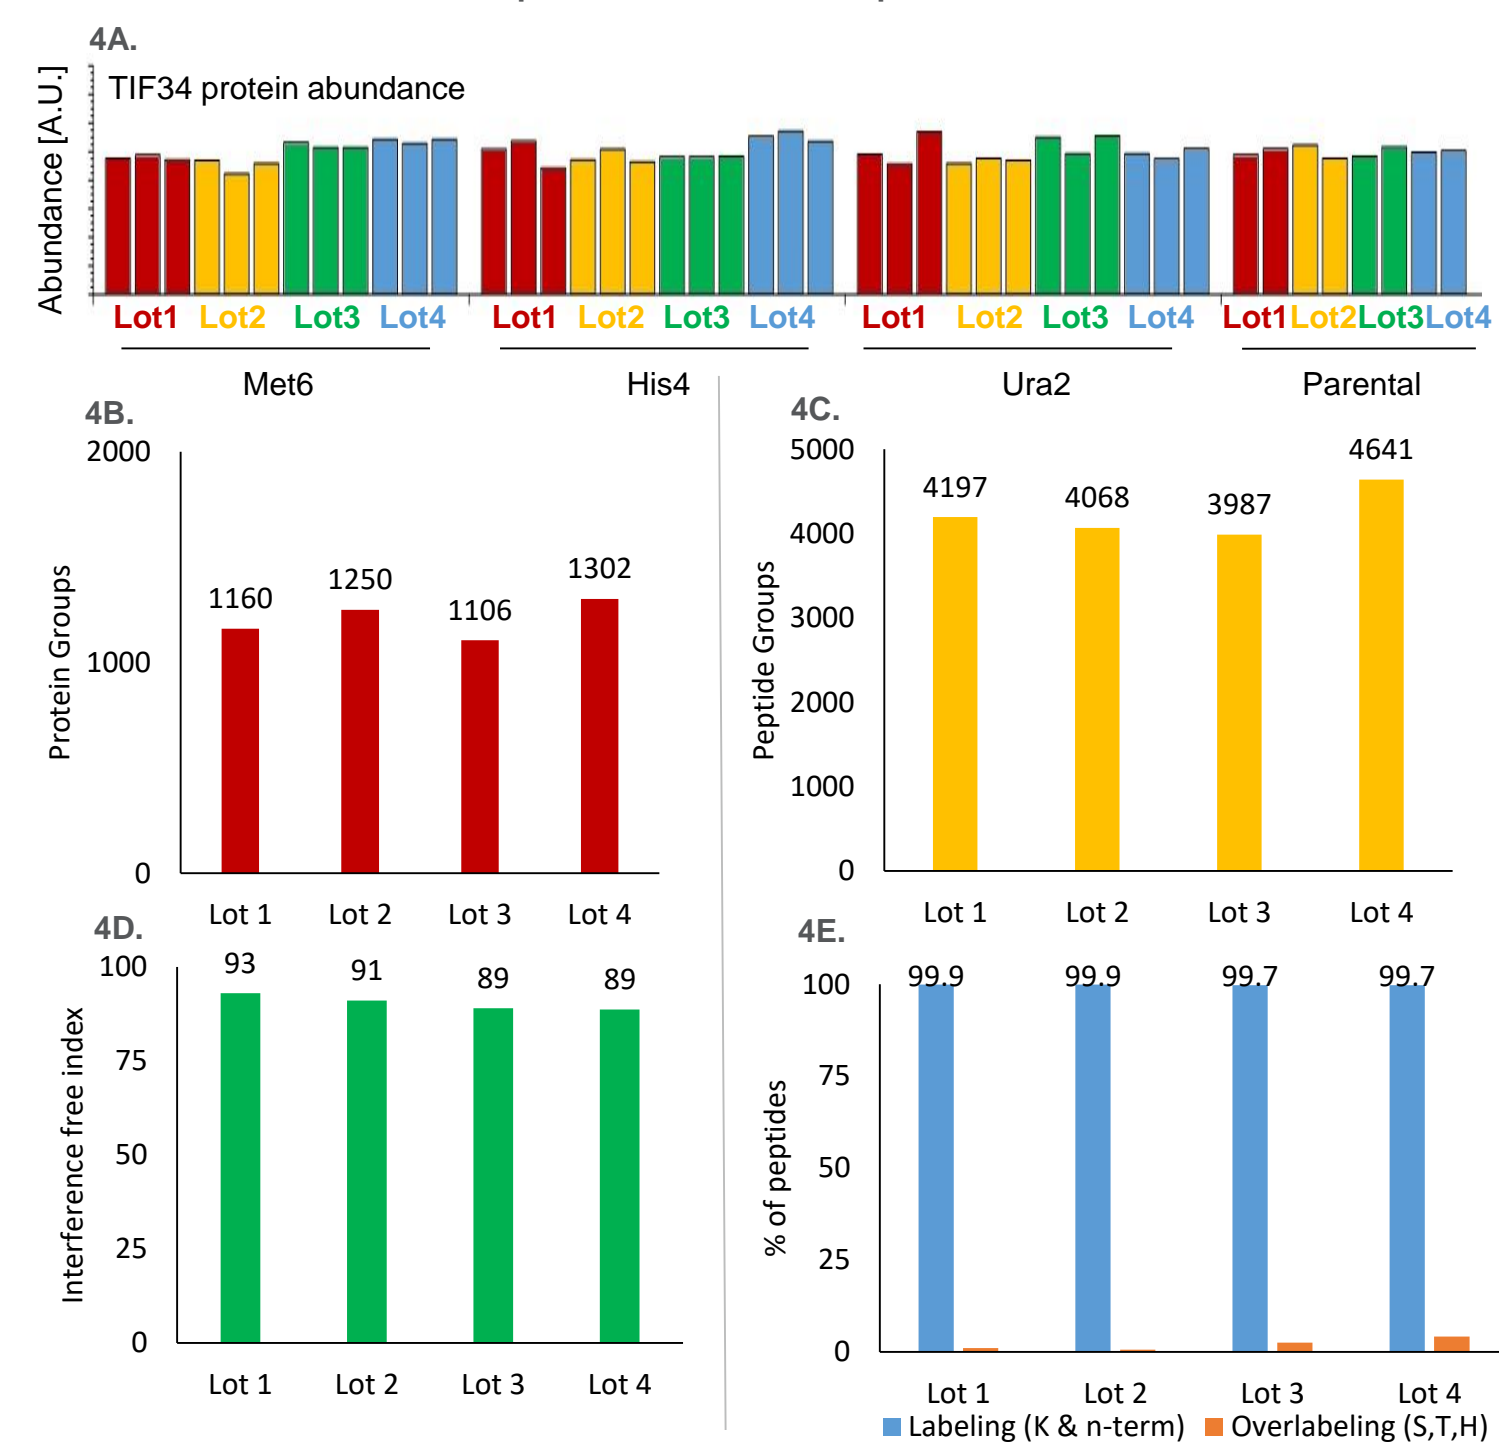 4A.
TIF34 protein abundance
Abundance [A.U.]
Lot1 Lot2 Lot3 Lot4 Lot1 Lot2 Lot3 Lot4 Lot1 Lot2 Lot3 Lot4 Lot1 Lot2 Lot3 Lot4
Met6 His4 Ura2 Parental
4B.
2000
1000
0
Protein Groups
1160
1250
1106
1302
Lot 1 Lot 2 Lot 3 Lot 4
4C.
5000
4000
3000
2000
1000
0
Peptide Groups
4197
4068
3987
4641
Lot 1 Lot 2 Lot 3 Lot 4
4D.
100
75
50
25
0
Interference free index
93
91
89
89
Lot 1 Lot 2 Lot 3 Lot 4
4E.
100
75
50
25
0
% of peptides
99.9
99.9
99.7
99.7
Lot 1 Lot 2 Lot 3 Lot 4
Labeling (K & n-term) Overlabeling (S,T,H)